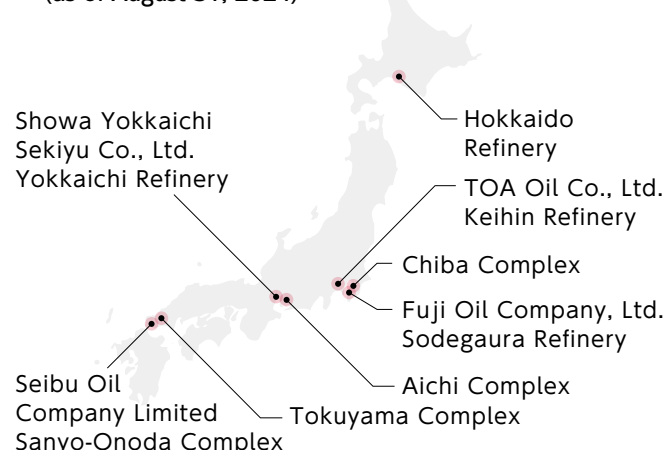 (as of August 31, 2024)
Showa Yokkaichi
Sekiyu Co., Ltd.
Yokkaichi Refinery
Hokkaido
Refinery
TOA Oil Co., Ltd.
Keihin Refinery
Chiba Complex
Fuji Oil Company, Ltd.
Sodegaura Refinery
Aichi Complex
Seibu Oil
Company Limited
Sanyo-Onoda Complex
Tokuyama Complex